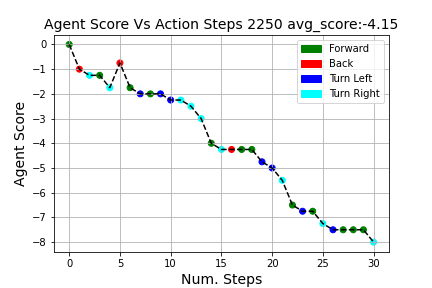 Agent Score Vs Action Steps 2250 avg_score:-4.15
Agent Score
0
−1
−2
−3
−4
−5
−6
−7
−8
Forward
Back
Turn Left
Turn Right
0 5 10 15 20 25 30
Num. Steps